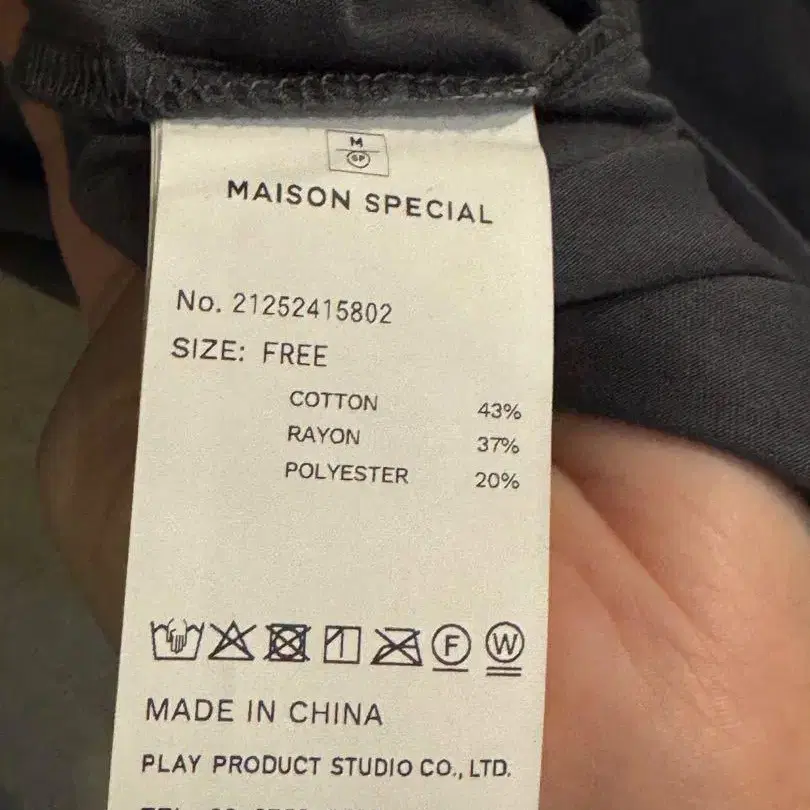 M
SP
MAISON SPECIAL
No. 21252415802
SIZE: FREE
COTTON 43%
RAYON 37%
POLYESTER 20%
F W
MADE IN CHINA
PLAY PRODUCT STUDIO CO., LTD.